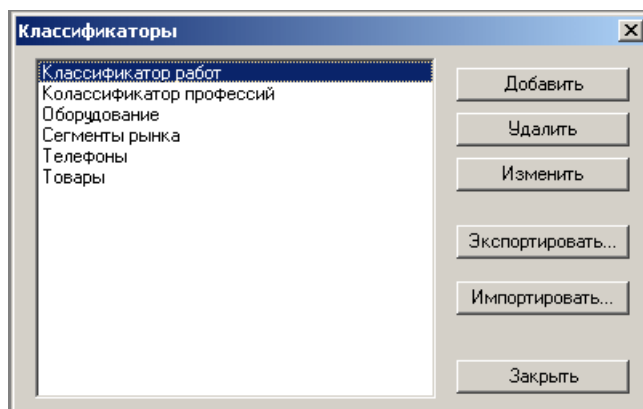 Классификаторы
Классификатор работ
Колассификатор профессий
Оборудование
Сегменты рынка
Телефоны
Товары
Добавить
Удалить
Изменить
Экспортировать...
Импортировать...
Закрыть